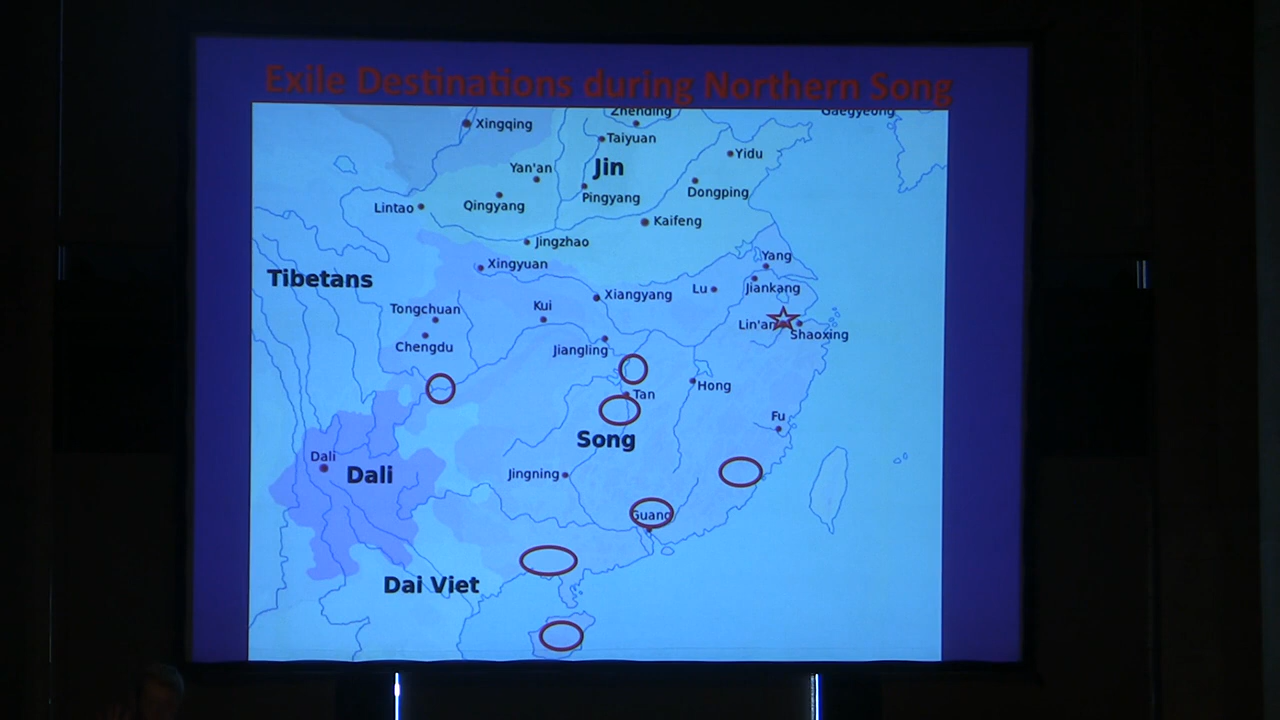 Exile Destinations during Northern Song
Zhending
Gaegyeong
Xingqing
Taiyuan
Yidu
Jin
Yan'an
Dongping
Pingyang
Qingyang
Lintao
Kaifeng
Jingzhao
Yang
Xingyuan
Tibetans
Lu
Jiankang
Xiangyang
Kui
Tongchuan
Lin'an
Shaoxing
Chengdu
Jiangling
Hong
Tan
Fu
Song
Dali
Dali
Jingning
Guang
Dai Viet